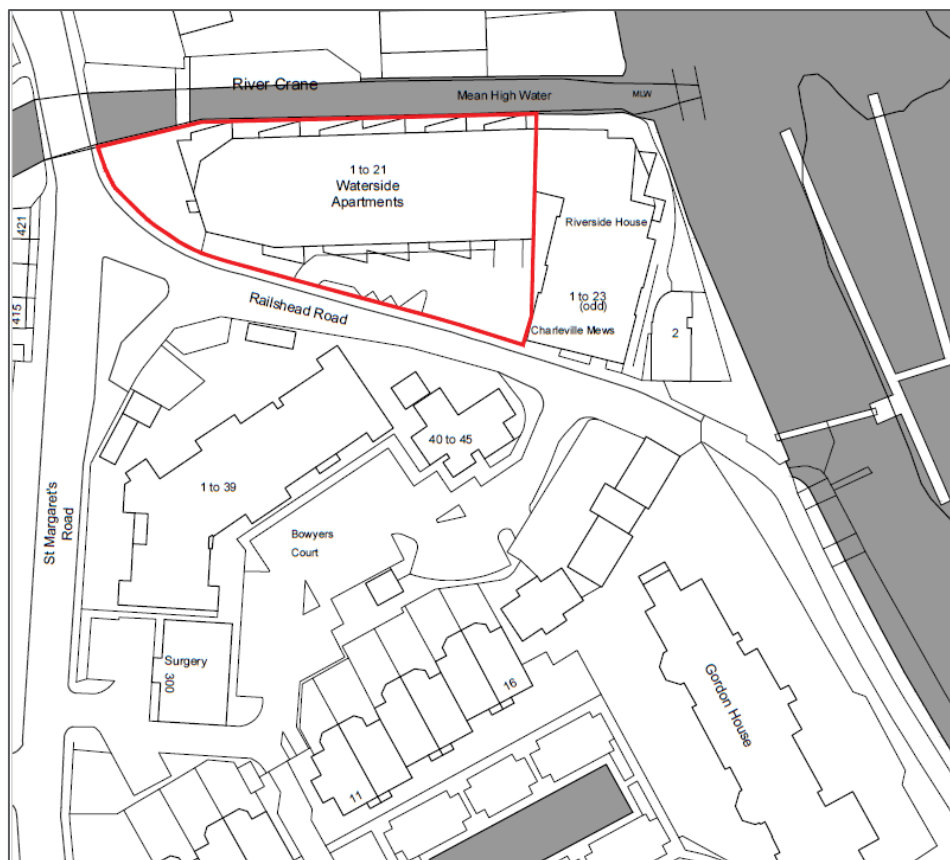 River Crane
Mean High Water
MLW
1 to 21
Waterside
Apartments
421
415
Riverside House
1 to 23
(odd)
Charleville Mews
2
Railshead Road
40 to 45
1 to 39
St Margaret's
Road
Bowyers
Court
Surgery
300
16
11
Gordon House